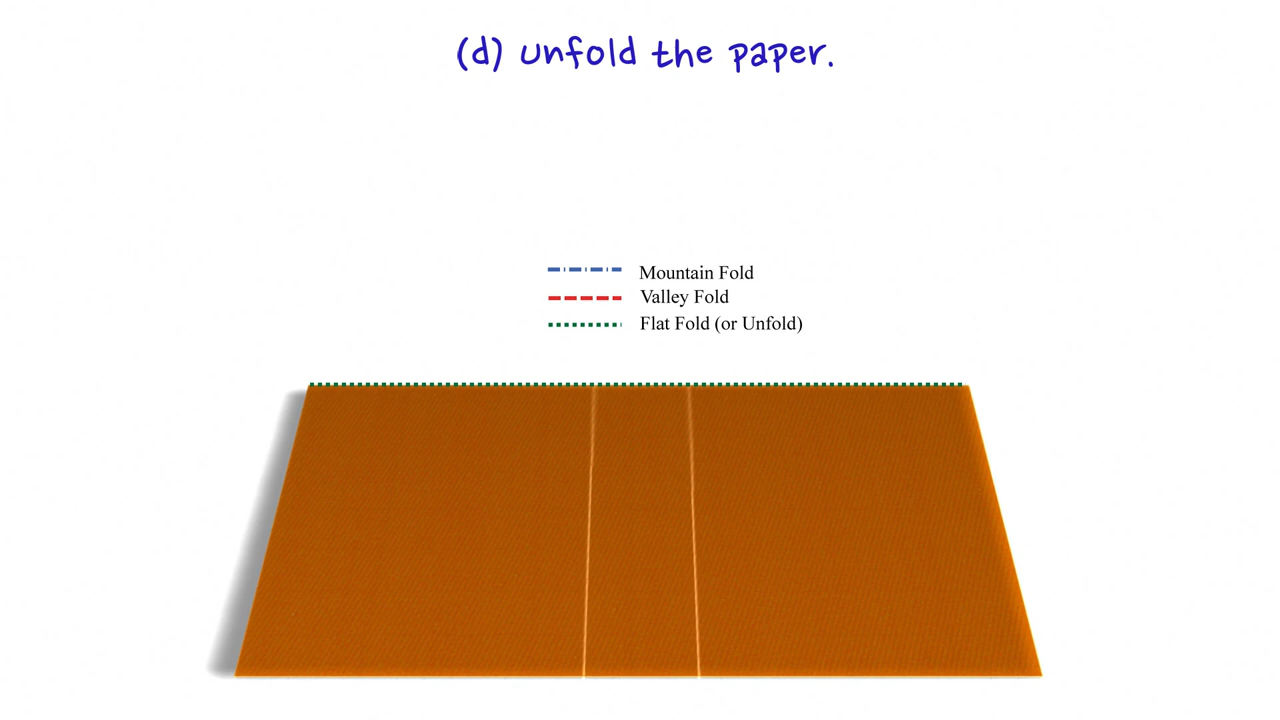 (d) unfold the paper.
Mountain Fold
Valley Fold
Flat Fold (or Unfold)